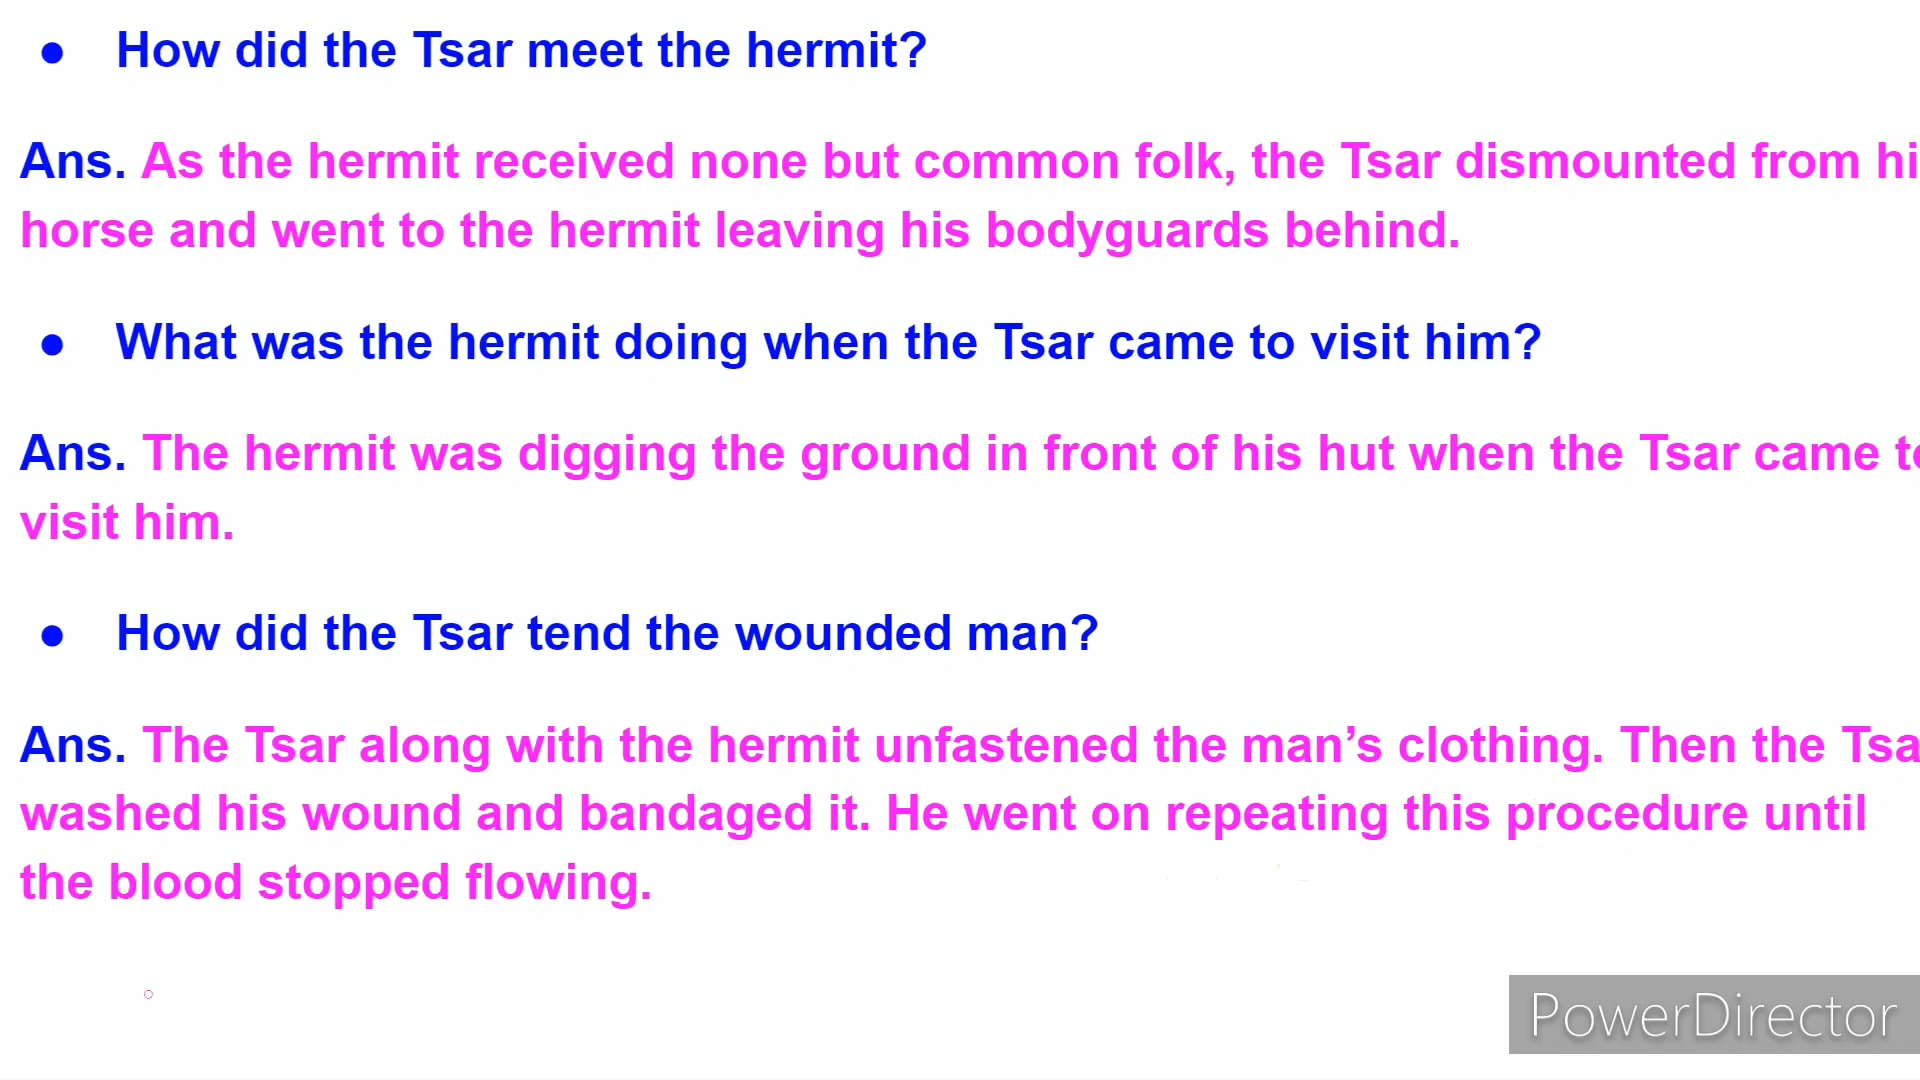 ● How did the Tsar meet the hermit?
Ans. As the hermit received none but common folk, the Tsar dismounted from hi
horse and went to the hermit leaving his bodyguards behind.
● What was the hermit doing when the Tsar came to visit him?
Ans. The hermit was digging the ground in front of his hut when the Tsar came to
visit him.
● How did the Tsar tend the wounded man?
Ans. The Tsar along with the hermit unfastened the man’s clothing. Then the Tsa
washed his wound and bandaged it. He went on repeating this procedure until
the blood stopped flowing.
PowerDirector